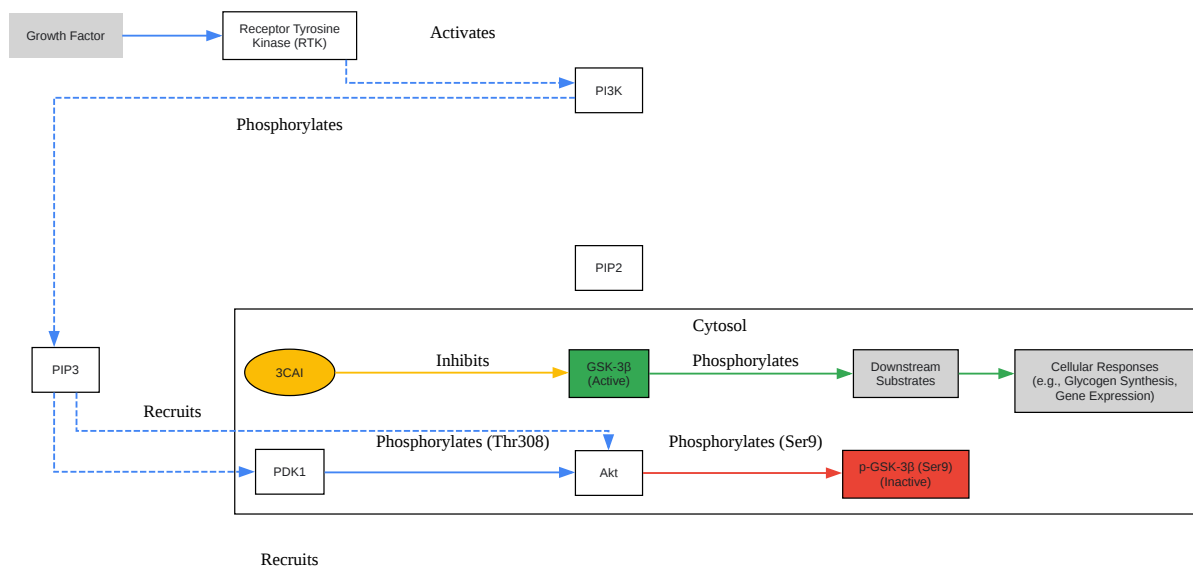 Growth Factor
Receptor Tyrosine
Kinase (RTK)
Activates
PI3K
Phosphorylates
PIP2
Cytosol
PIP3
3CAI
Inhibits
GSK-3β
(Active)
Phosphorylates
Downstream
Substrates
Cellular Responses
(e.g., Glycogen Synthesis,
Gene Expression)
Recruits
PDK1
Phosphorylates (Thr308)
Akt
Phosphorylates (Ser9)
p-GSK-3β (Ser9)
(Inactive)
Recruits